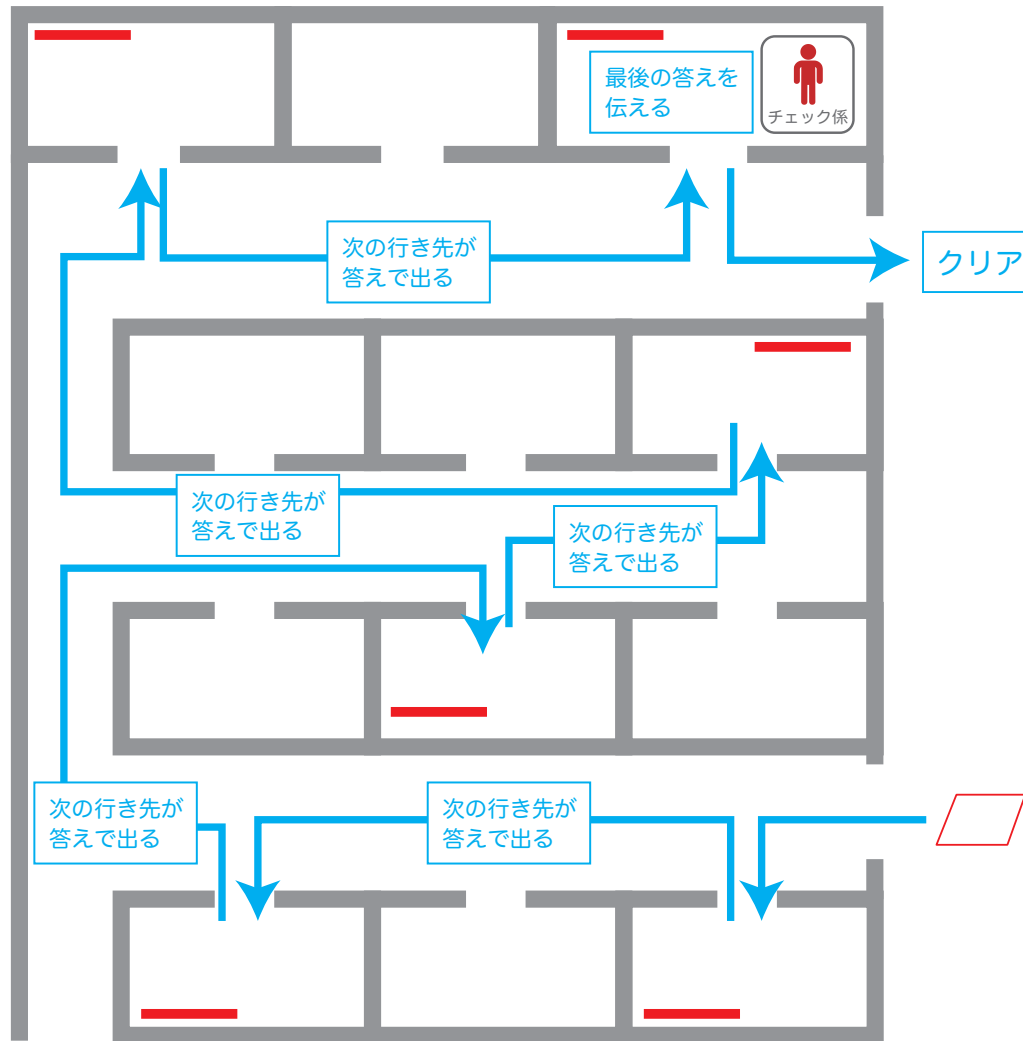 最後の答えを
伝える
チェック係
次の行き先が
答えで出る
クリア
次の行き先が
答えで出る
次の行き先が
答えで出る
次の行き先が
答えで出る
次の行き先が
答えで出る